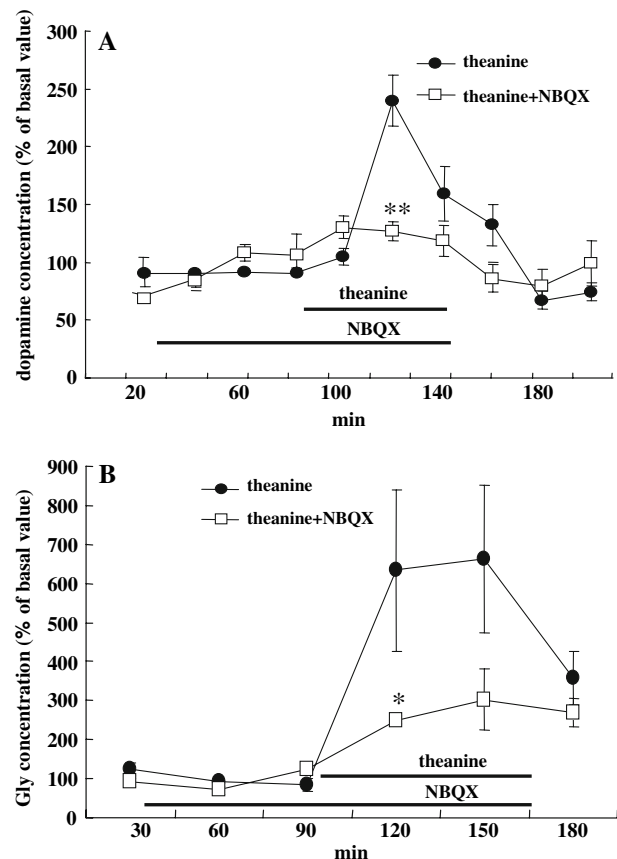 A
dopamine concentration (% of basal value)
300
250
200
150
100
50
0
theanine
theanine+NBQX
**
theanine
NBQX
20 60 100 140 180
min
B
Gly concentration (% of basal value)
900
800
700
600
500
400
300
200
100
0
theanine
theanine+NBQX
*
theanine
NBQX
30 60 90 120 150 180
min